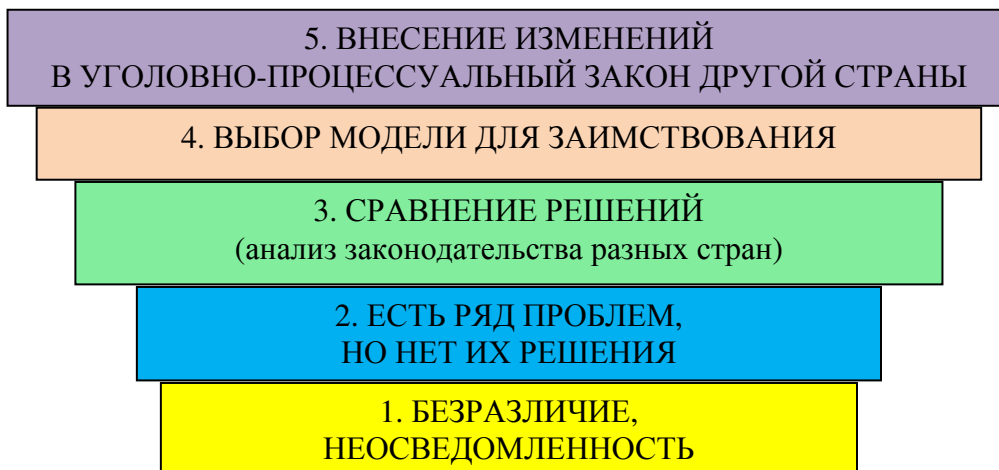 5. ВНЕСЕНИЕ ИЗМЕНЕНИЙ
В УГОЛОВНО-ПРОЦЕССУАЛЬНЫЙ ЗАКОН ДРУГОЙ СТРАНЫ
4. ВЫБОР МОДЕЛИ ДЛЯ ЗАИМСТВОВАНИЯ
3. СРАВНЕНИЕ РЕШЕНИЙ
(анализ законодательства разных стран)
2. ЕСТЬ РЯД ПРОБЛЕМ,
НО НЕТ ИХ РЕШЕНИЯ
1. БЕЗРАЗЛИЧИЕ,
НЕОСВЕДОМЛЕННОСТЬ